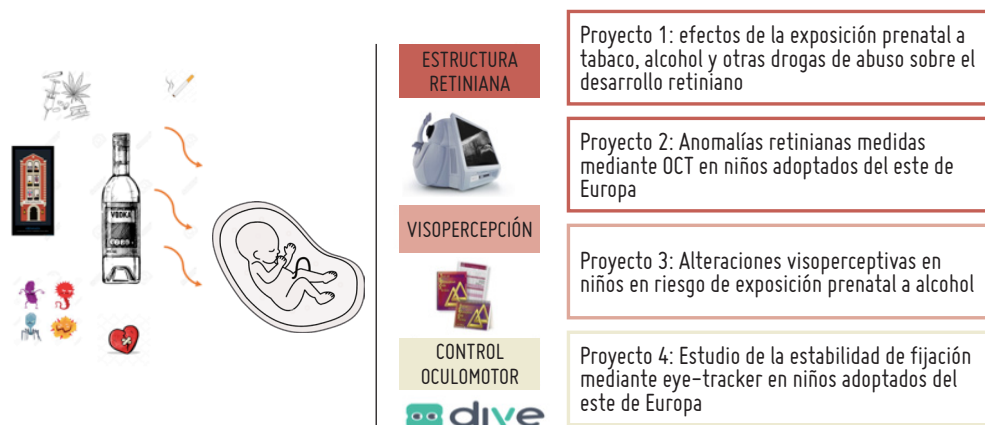 ESTRUCTURA
RETINIANA
Proyecto 1: efectos de la exposición prenatal a
tabaco, alcohol y otras drogas de abuso sobre el
desarrollo retiniano
Proyecto 2: Anomalías retinianas medidas
mediante OCT en niños adoptados del este de
Europa
VISOPERCEPCIÓN
Proyecto 3: Alteraciones visoperceptivas en
niños en riesgo de exposición prenatal a alcohol
CONTROL
OCULOMOTOR
Proyecto 4: Estudio de la estabilidad de fijación
mediante eye-tracker en niños adoptados del
este de Europa
dive
VODKA